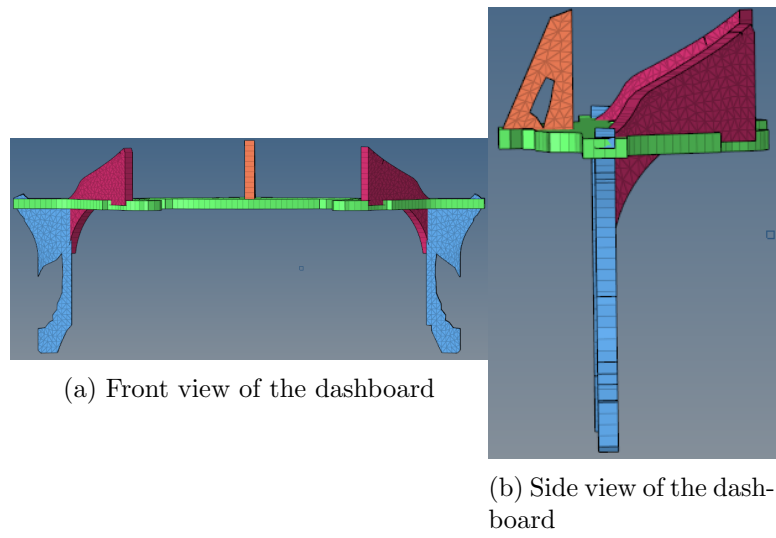 (a) Front view of the dashboard
(b) Side view of the dash-
board